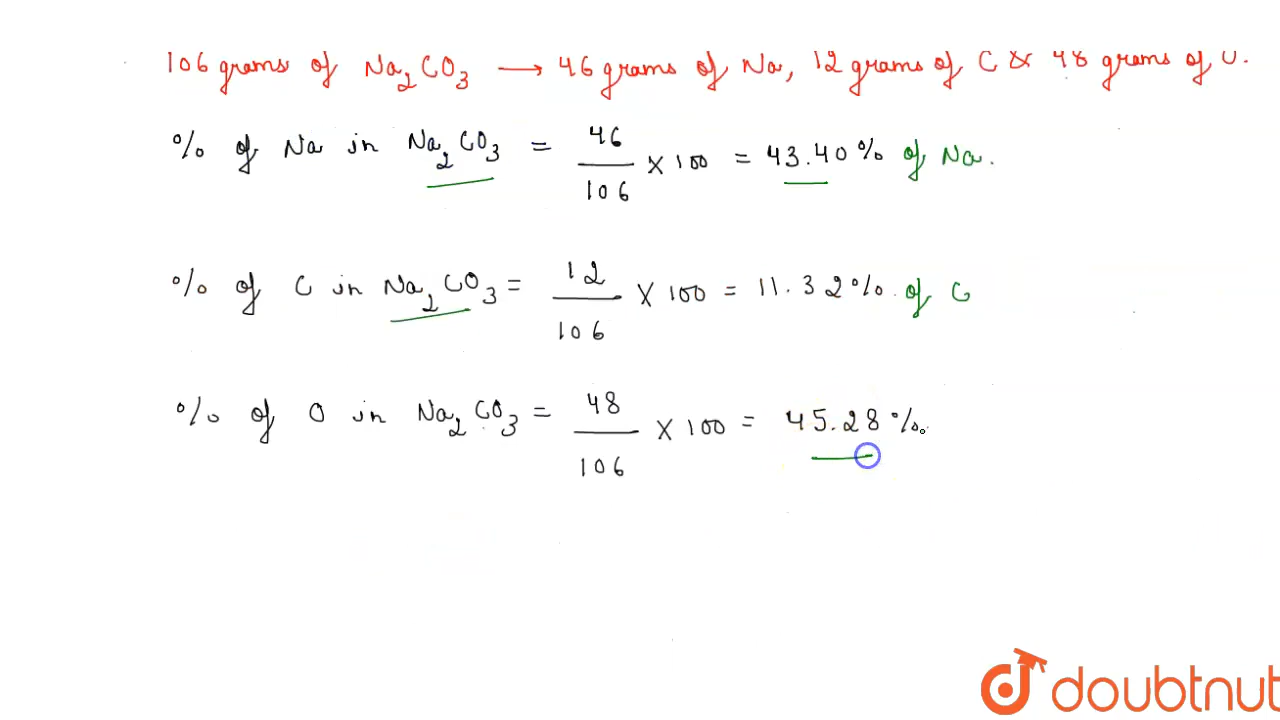 106 grams of Na₂CO₃ → 46 grams of Na, 12 grams of C & 48 grams of O.
% of Na in Na₂CO₃ = 46/106 × 100 = 43.40% of Na.
% of C in Na₂CO₃ = 12/106 × 100 = 11.32%. of C
% of O in Na₂CO₃ = 48/106 × 100 = 45.28%.
doubtnut